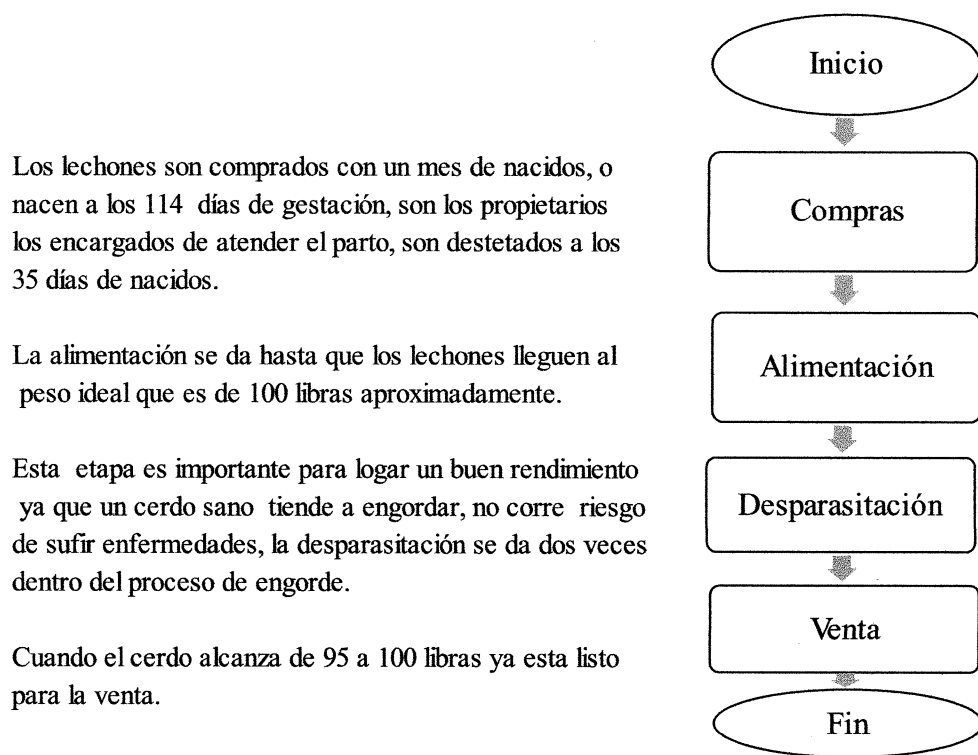 Inicio
Los lechones son comprados con un mes de nacidos, o
nacen a los 114 días de gestación, son los propietarios
los encargados de atender el parto, son destetados a los
35 días de nacidos.
Compras
La alimentación se da hasta que los lechones lleguen al
peso ideal que es de 100 libras aproximadamente.
Alimentación
Esta etapa es importante para logar un buen rendimiento
ya que un cerdo sano tiende a engordar, no corre riesgo
de sufir enfermedades, la desparasitación se da dos veces
dentro del proceso de engorde.
Desparasitación
Cuando el cerdo alcanza de 95 a 100 libras ya esta listo
para la venta.
Venta
Fin